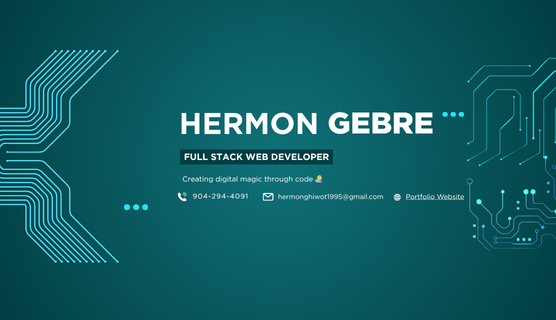 HERMON GEBRE
FULL STACK WEB DEVELOPER
Creating digital magic through code
904-294-4091 hermonghiwot1995@gmail.com Portfolio Website